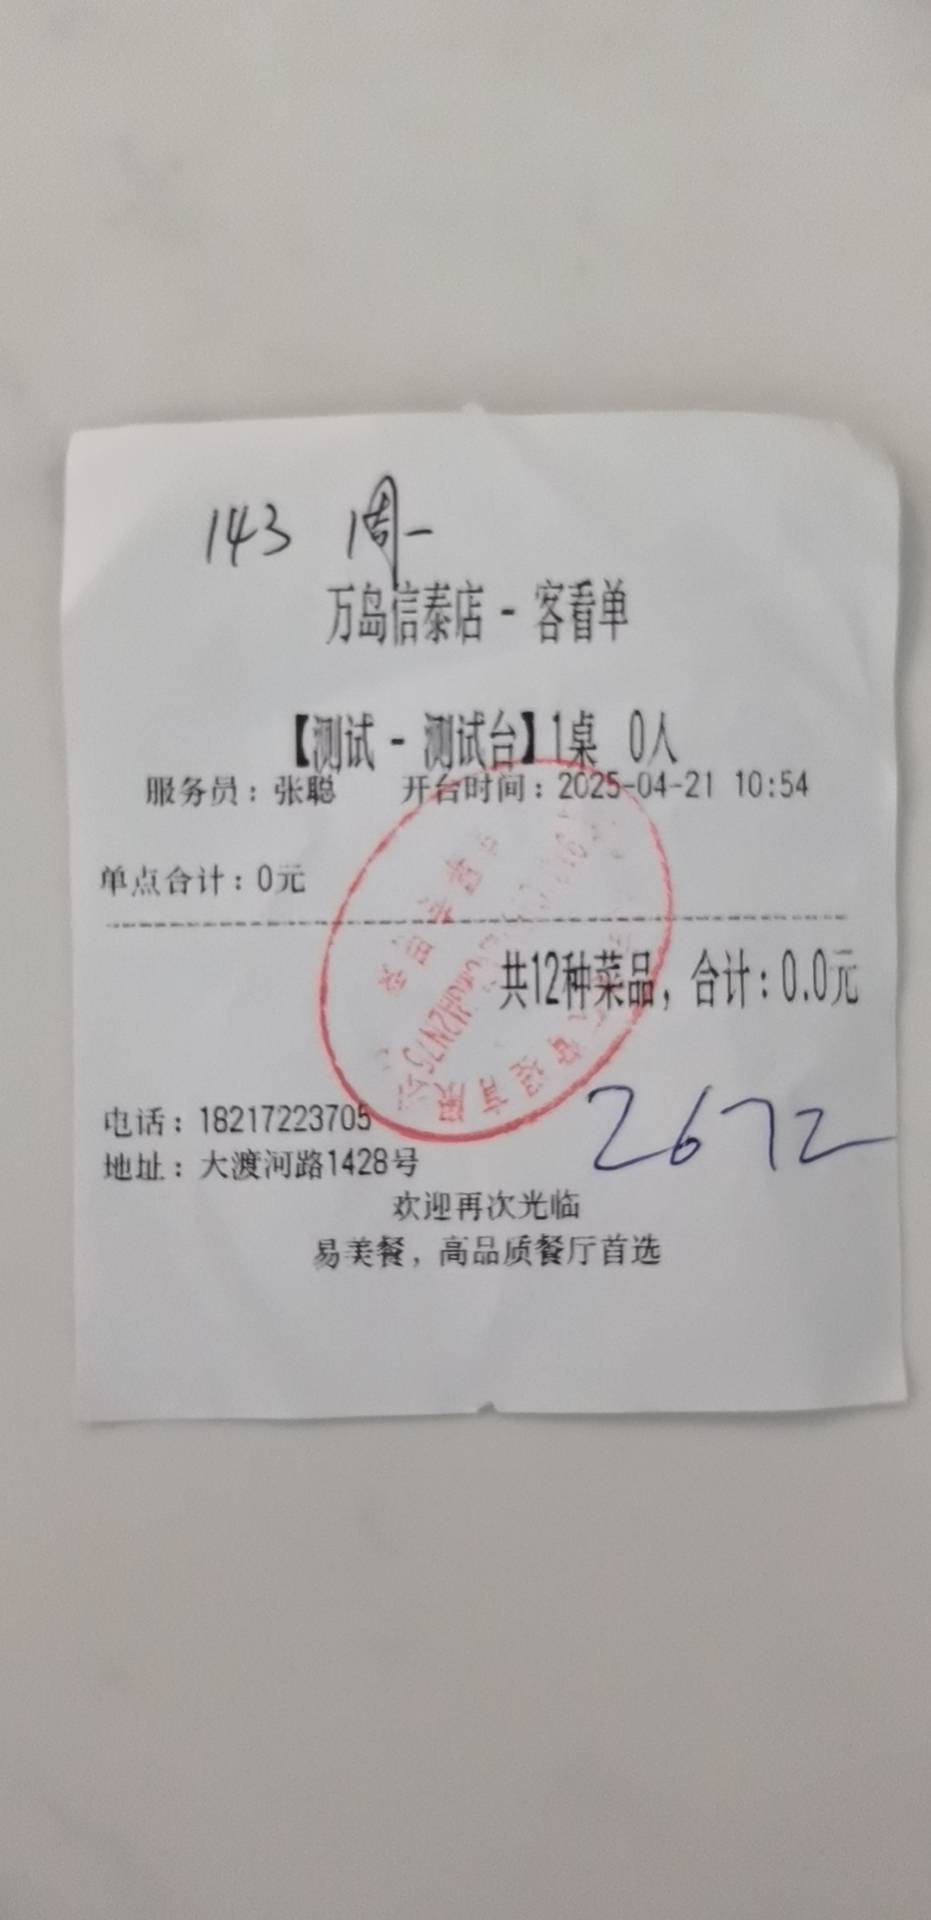 143 周一
万岛信泰店 - 客看单
【测试 - 测试台】1桌 0人
服务员：张聪 开台时间：2025-04-21 10:54
单点合计：0元
共12种菜品，合计：0.0元
电话：18217223705
2672
地址：大渡河路1428号
欢迎再次光临
易美餐，高品质餐厅首选